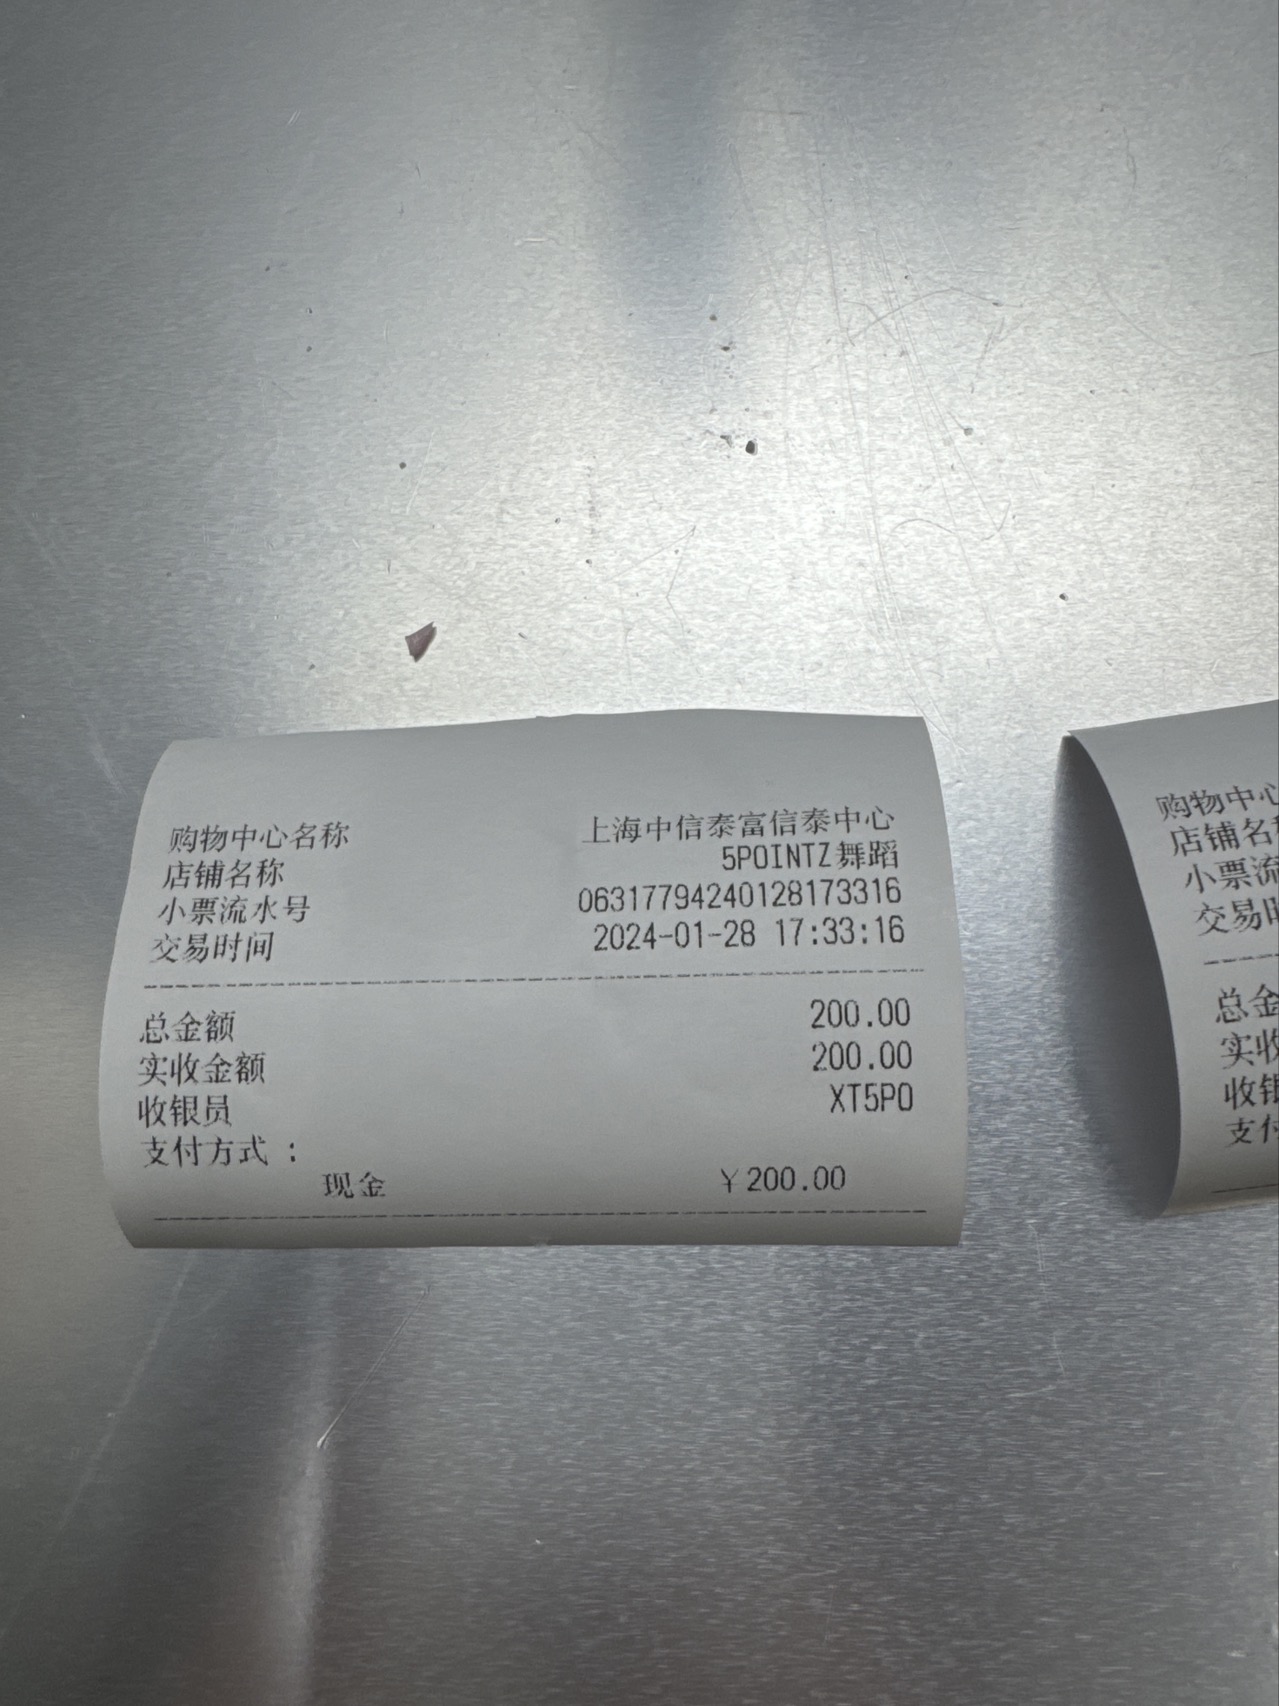 购物中心名称 上海中信泰富信泰中心
店铺名称 5POINTZ舞蹈
小票流水号 06317794240128173316
交易时间 2024-01-28 17:33:16
总金额 200.00
实收金额 200.00
收银员 XT5PO
支付方式：
现金 ￥200.00
购物中心
店铺名
小票流
交易
总金
实收
收银
支付